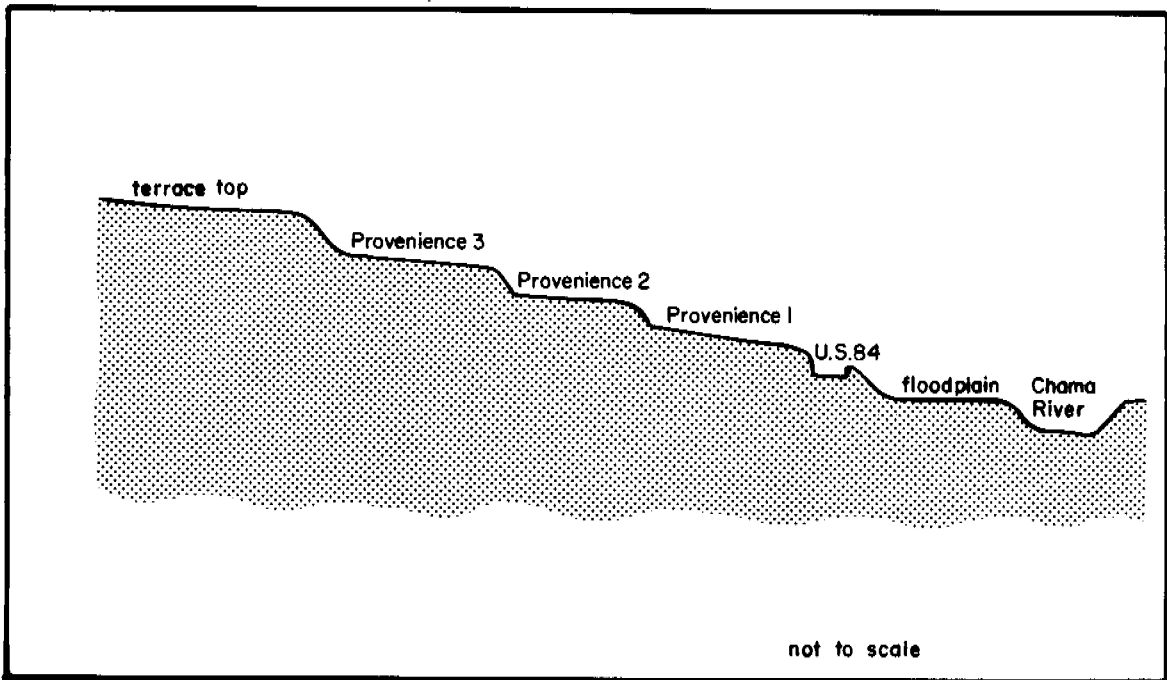 terrace top
Provenience 3
Provenience 2
Provenience 1
U.S.84
floodplain
Chama
River
not to scale